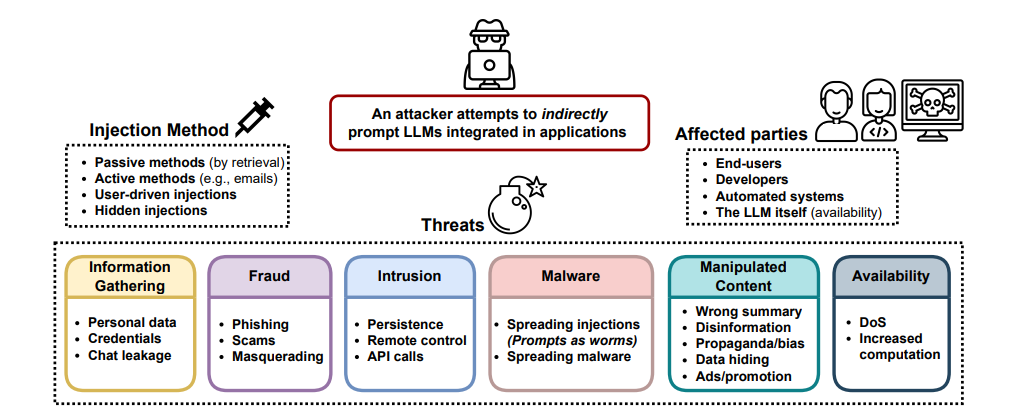 An attacker attempts to indirectly
prompt LLMs integrated in applications
Injection Method
• Passive methods (by retrieval)
• Active methods (e.g., emails)
• User-driven injections
• Hidden injections
Affected parties
• End-users
• Developers
• Automated systems
• The LLM itself (availability)
Threats
Information
Gathering
• Personal data
• Credentials
• Chat leakage
Fraud
• Phishing
• Scams
• Masquerading
Intrusion
• Persistence
• Remote control
• API calls
Malware
• Spreading injections
(Prompts as worms)
• Spreading malware
Manipulated
Content
• Wrong summary
• Disinformation
• Propaganda/bias
• Data hiding
• Ads/promotion
Availability
• DoS
• Increased
computation